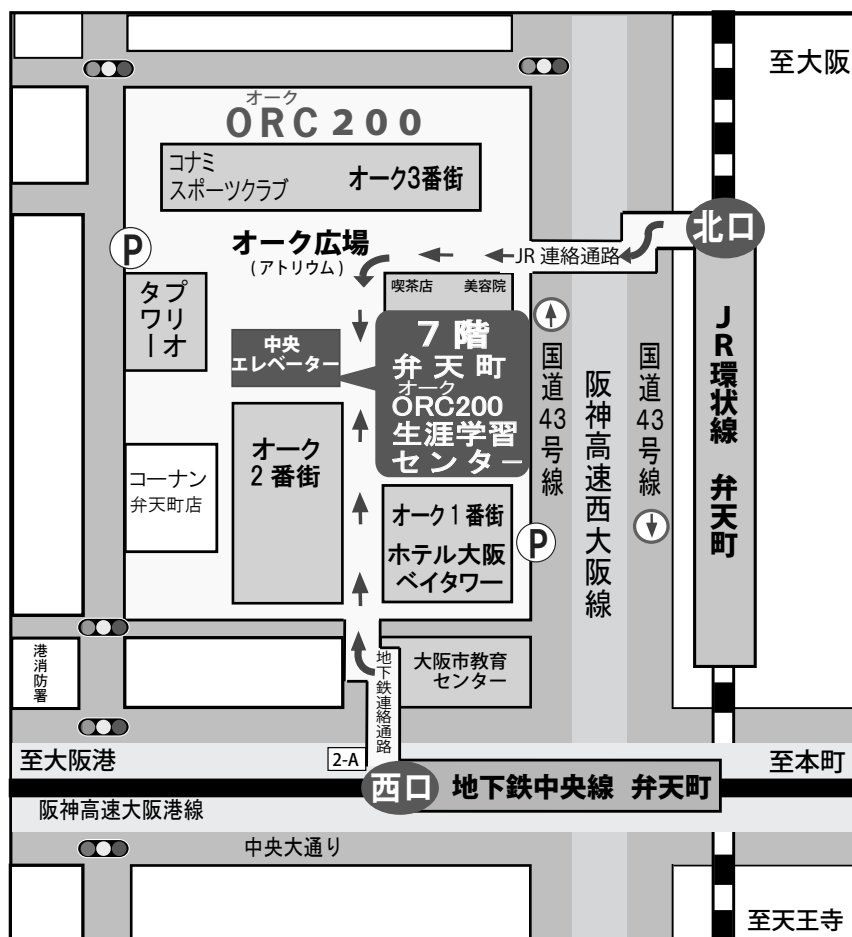 至大阪
オーク
ORC 200
コナミ
スポーツクラブ
オーク3番街
北口
P
オーク広場
(アトリウム)
JR 連絡通路
喫茶店
美容院
プリオ
タワー
中央
エレベーター
7 階
弁天町
オーク
ORC200
生涯学習
センター
国道43号線
阪神高速西大阪線
国道43号線
JR環状線 弁天町
オーク
2 番街
コーナン
弁天町店
オーク1番街
ホテル大阪
ベイタワー
P
港消防署
地下鉄連絡通路
大阪市教育
センター
至大阪港
2-A
至本町
西口
地下鉄中央線 弁天町
阪神高速大阪港線
中央大通り
至天王寺